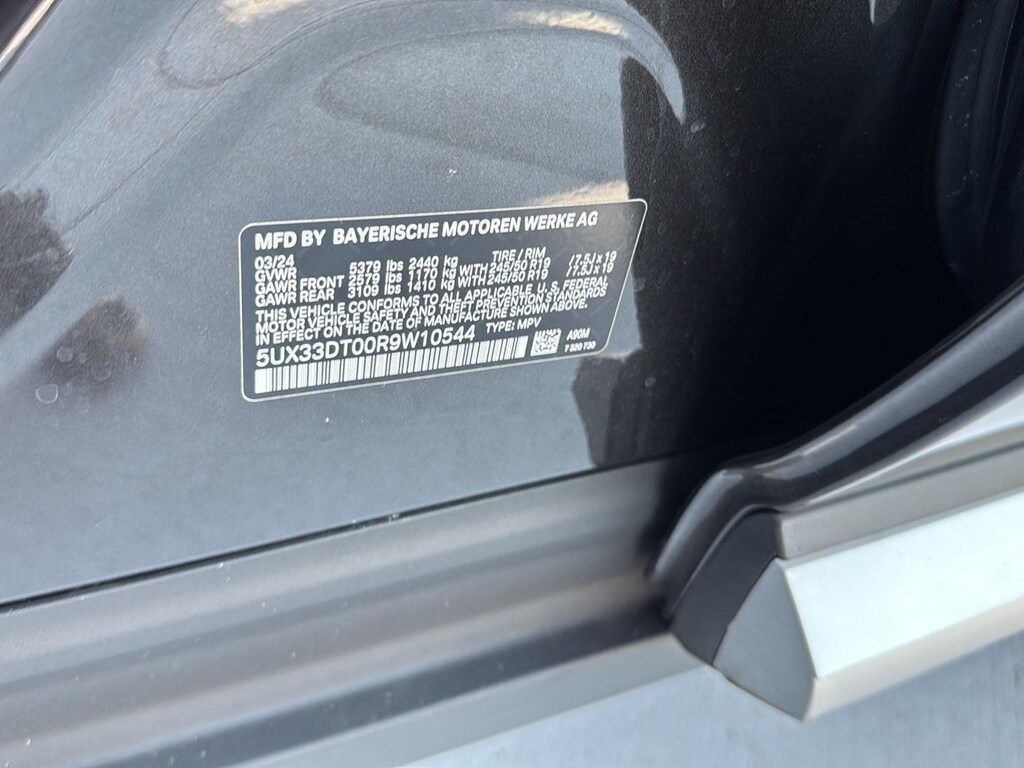 MFD BY BAYERISCHE MOTOREN WERKE AG
03/24 TIRE / RIM
GVWR 5379 lbs 2440 kg
GAWR FRONT 2579 lbs 1170 kg WITH 245/50 R19 / 7.5J x 19
GAWR REAR 3109 lbs 1410 kg WITH 245/50 R19 / 7.5J x 19
THIS VEHICLE CONFORMS TO ALL APPLICABLE U.S. FEDERAL
MOTOR VEHICLE SAFETY AND THEFT PREVENTION STANDARDS
IN EFFECT ON THE DATE OF MANUFACTURE SHOWN ABOVE.
5UX33DT00R9W10544 TYPE: MPV
A90M
7 320 730